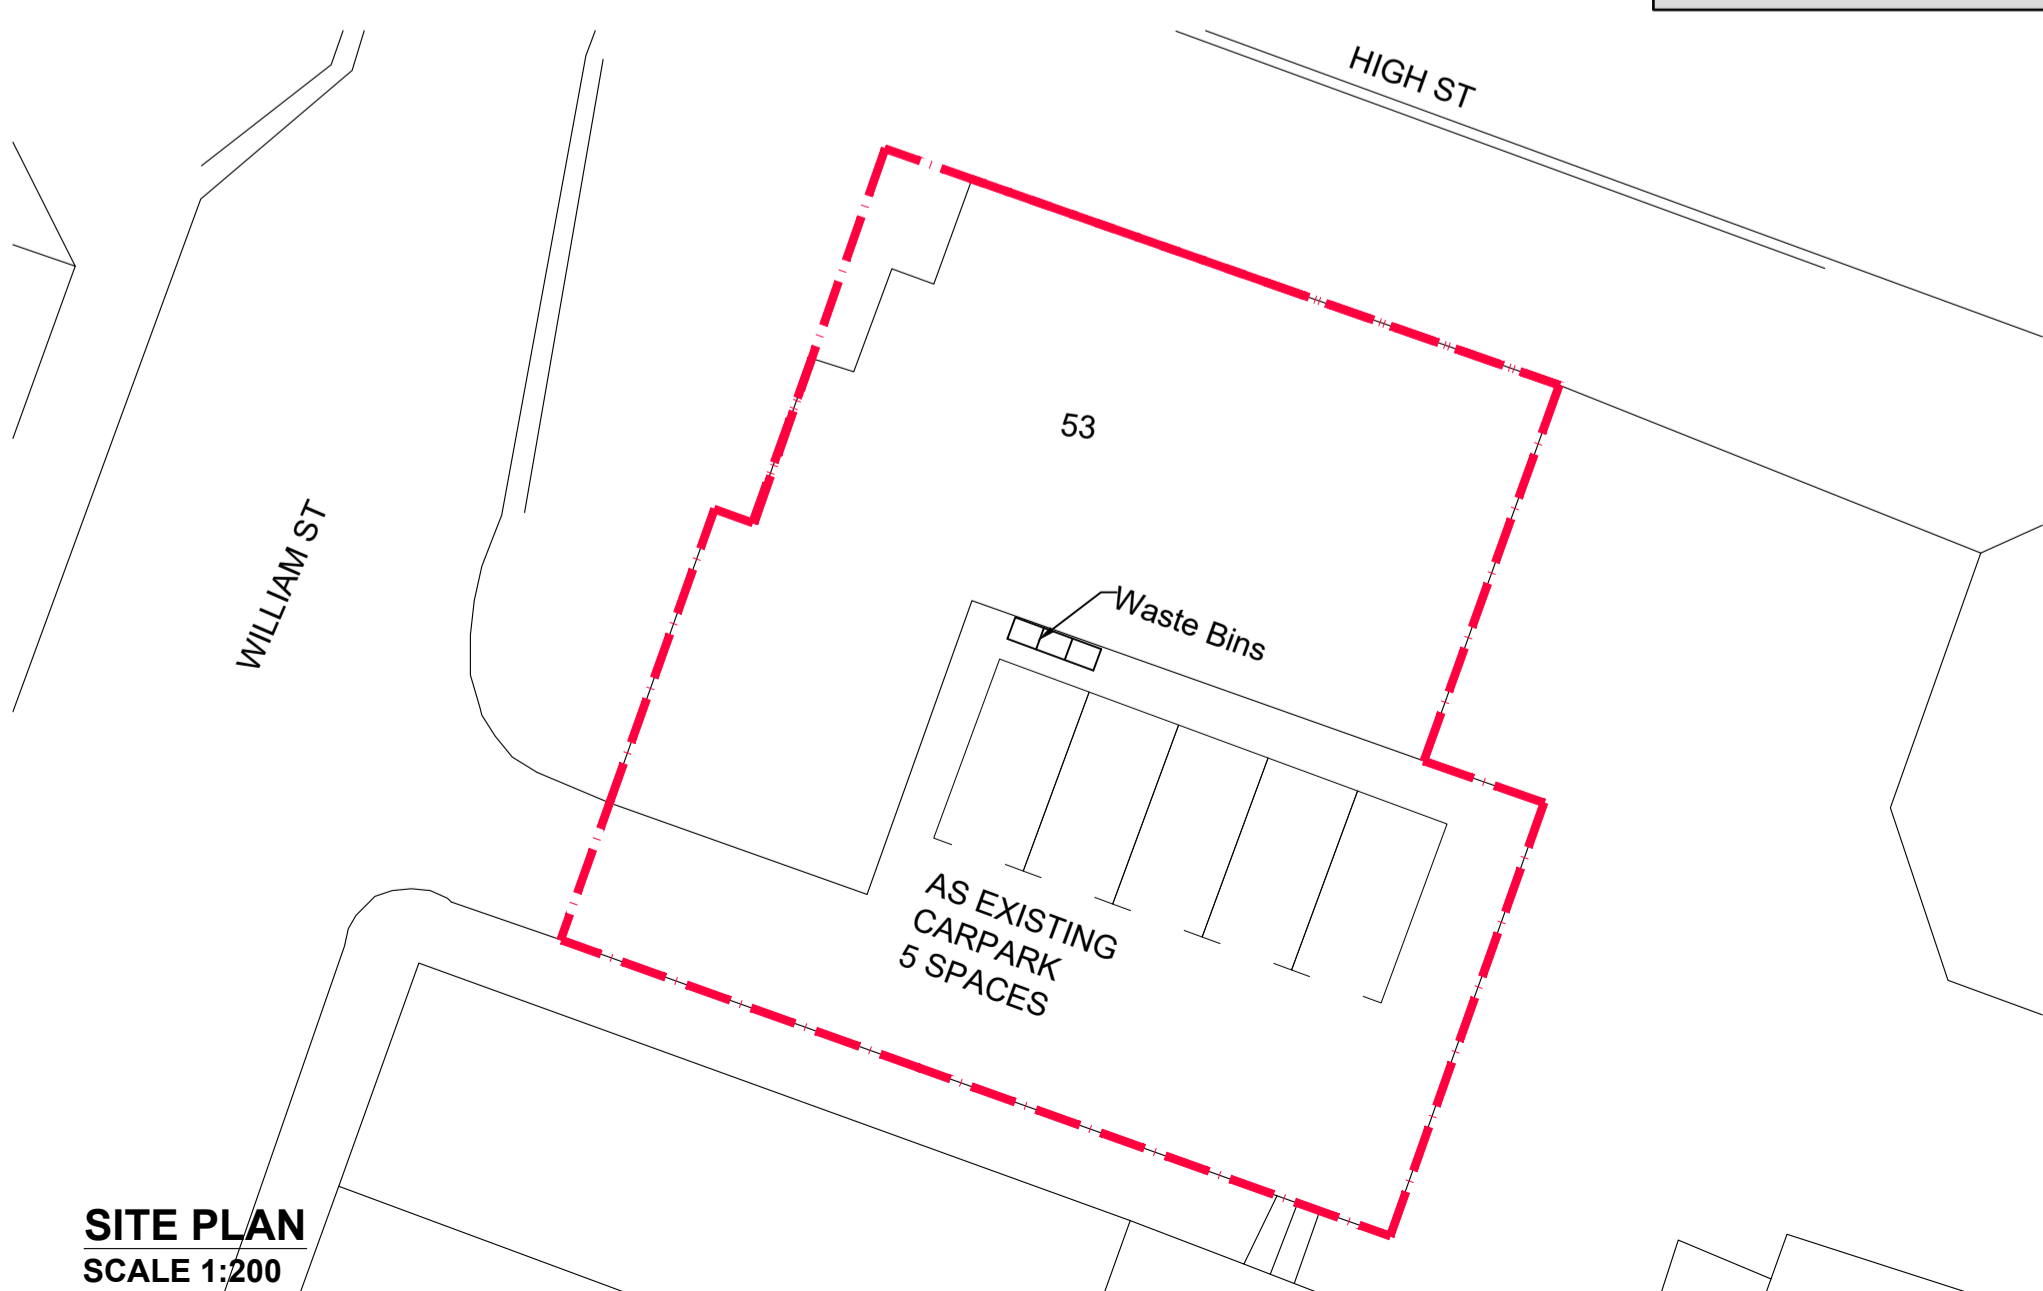 HIGH ST
53
WILLIAM ST
Waste Bins
AS EXISTING
CARPARK
5 SPACES
SITE PLAN
SCALE 1:200